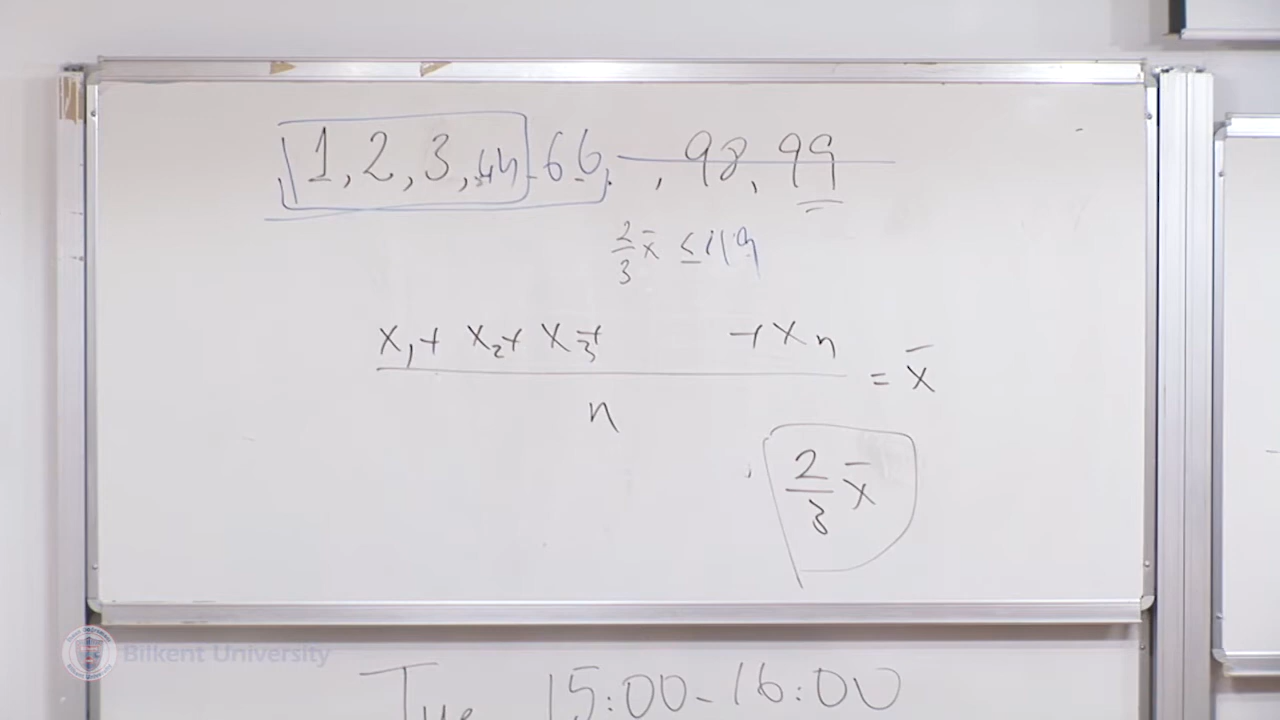 1, 2, 3, 44, 66, , 98, 99
2/3 x̄ ≤
x₁ + x₂ + x₃ + + xₙ / n = x̄
2/3 x̄
Bilkent University
Tue 15:00-16:00